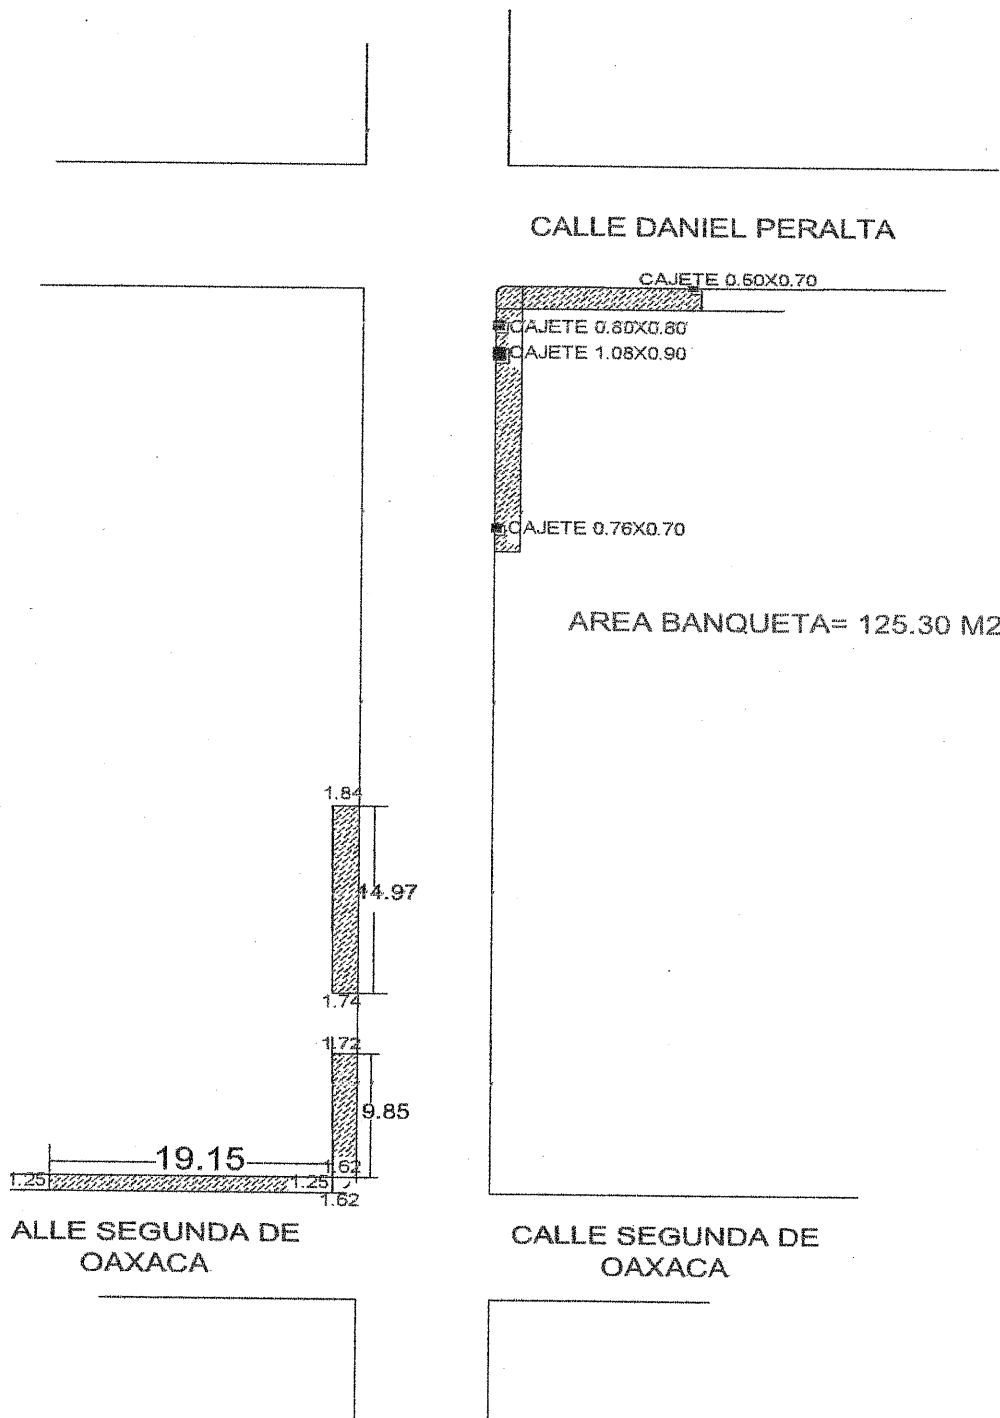 CALLE DANIEL PERALTA
CAJETE 0.50X0.70
CAJETE 0.80X0.80
CAJETE 1.08X0.90
CAJETE 0.76X0.70
AREA BANQUETA= 125.30 M2
1.84
14.97
1.74
1.72
9.85
19.15
1.62
1.25
1.25
1.62
ALLE SEGUNDA DE
OAXACA
CALLE SEGUNDA DE
OAXACA